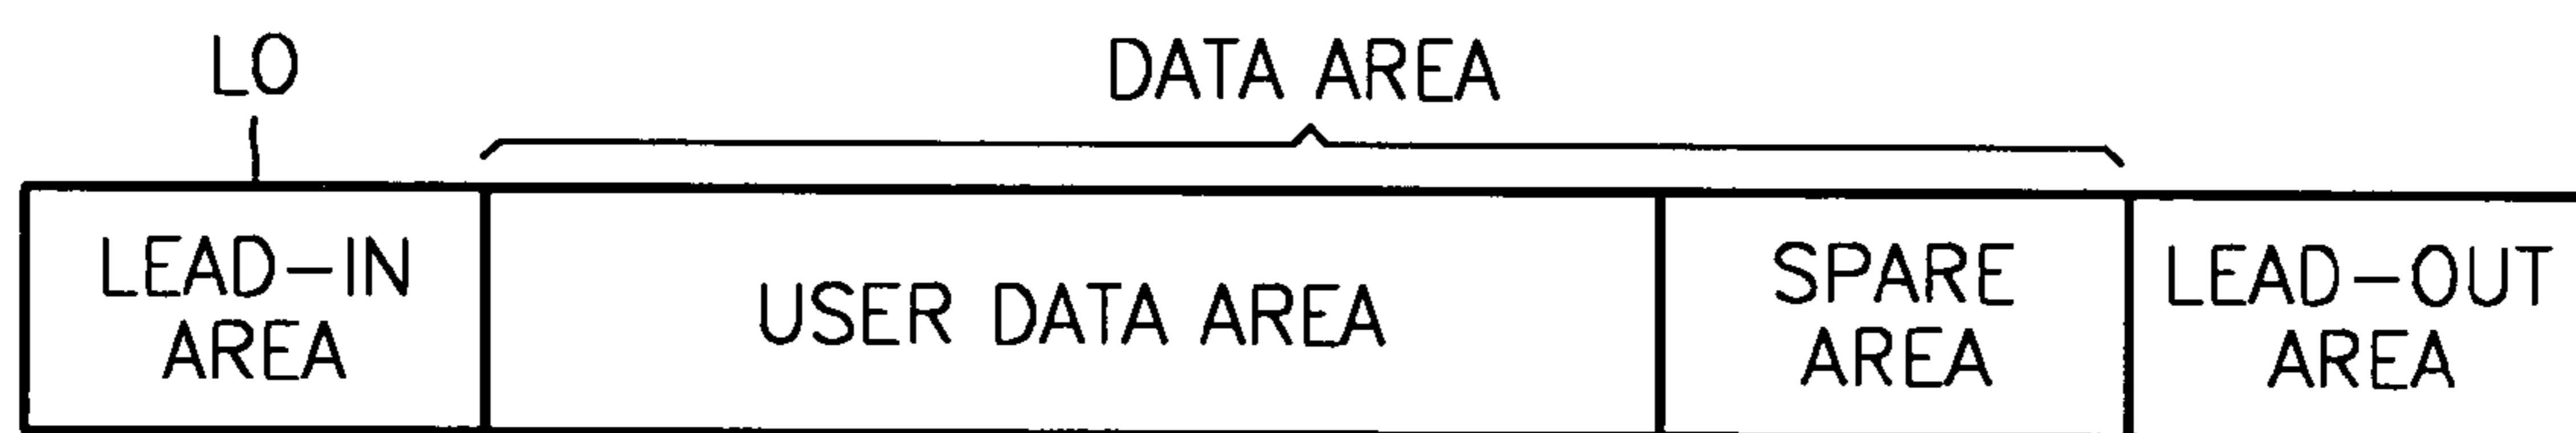 LO
DATA AREA
LEAD-IN
AREA
USER DATA AREA
SPARE
AREA
LEAD-OUT
AREA